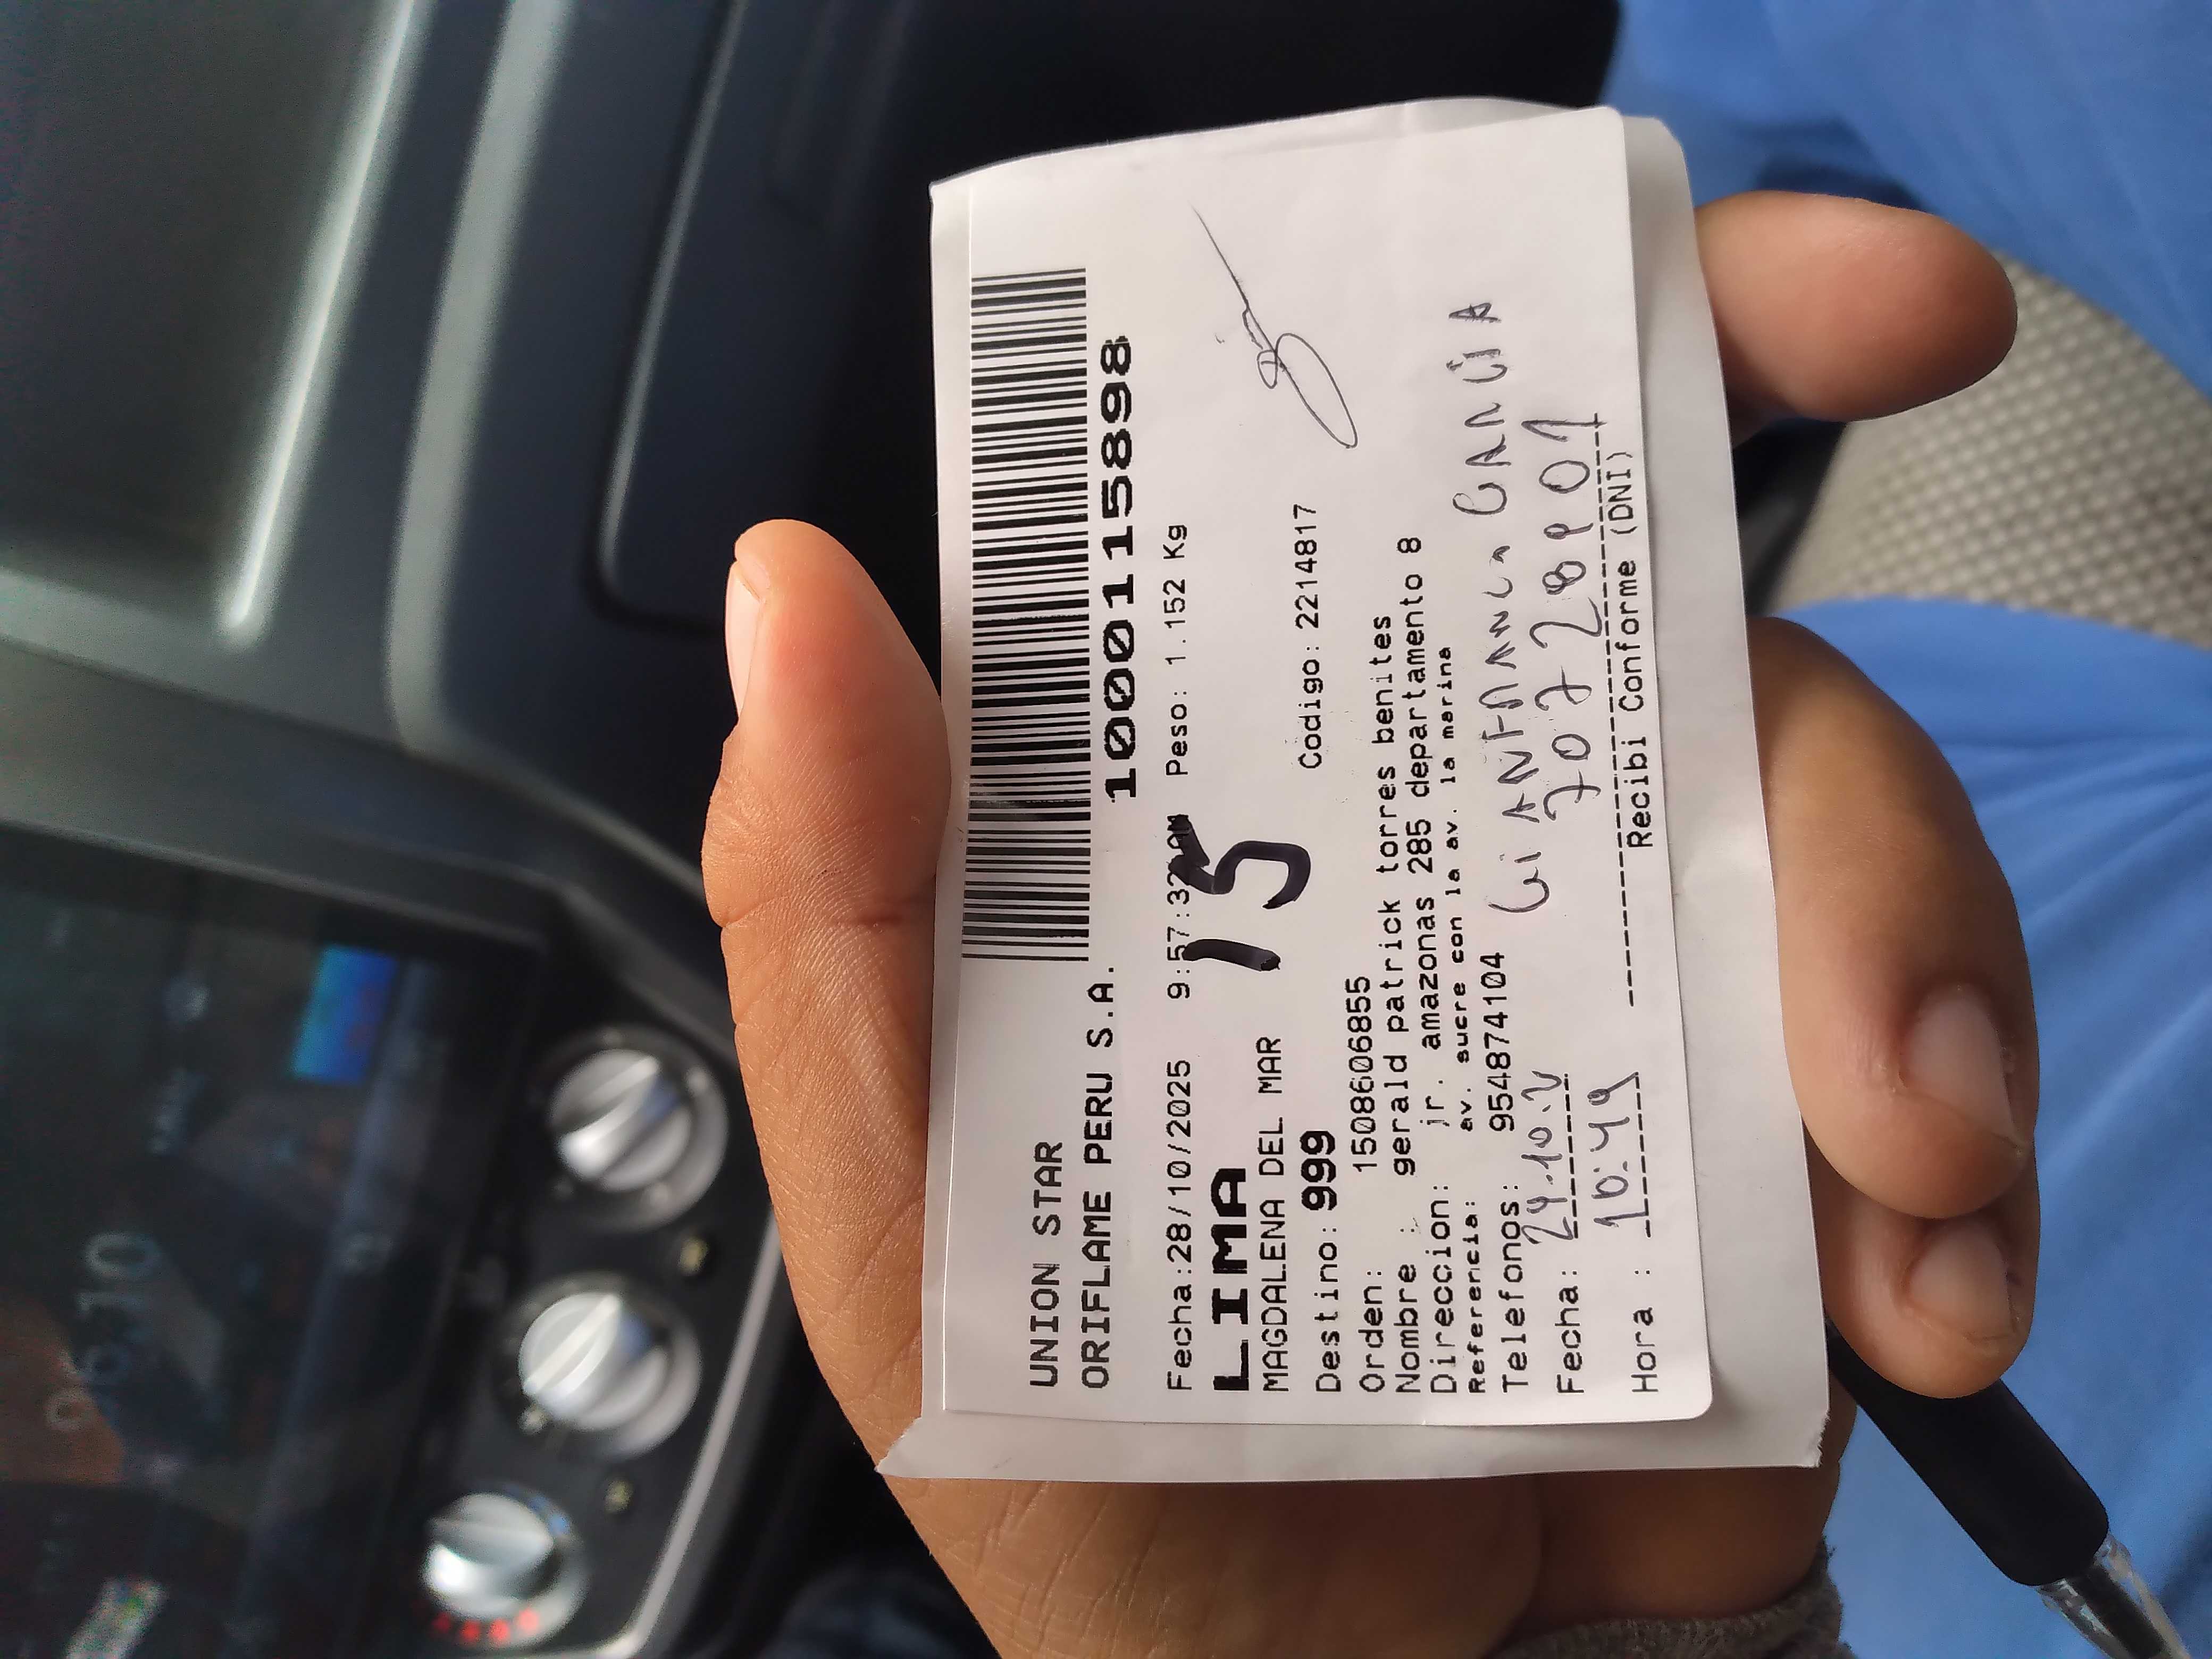 UNION STAR
ORIFLAME PERU S.A.
10001115898
Fecha:28/10/2025 9:57:32 AM Peso: 1.152 Kg
LIMA
MAGDALENA DEL MAR
15
Destino: 999 Codigo: 2214817
Orden: 1508606855
Nombre : gerald patrick torres benites
Direccion: jr. amazonas 285 departamento 8
Referencia: av. sucre con la av. la marina
Telefonos: 954874104
Fecha:
Hora : 10:49
Recibi Conforme (DNI)
96.10